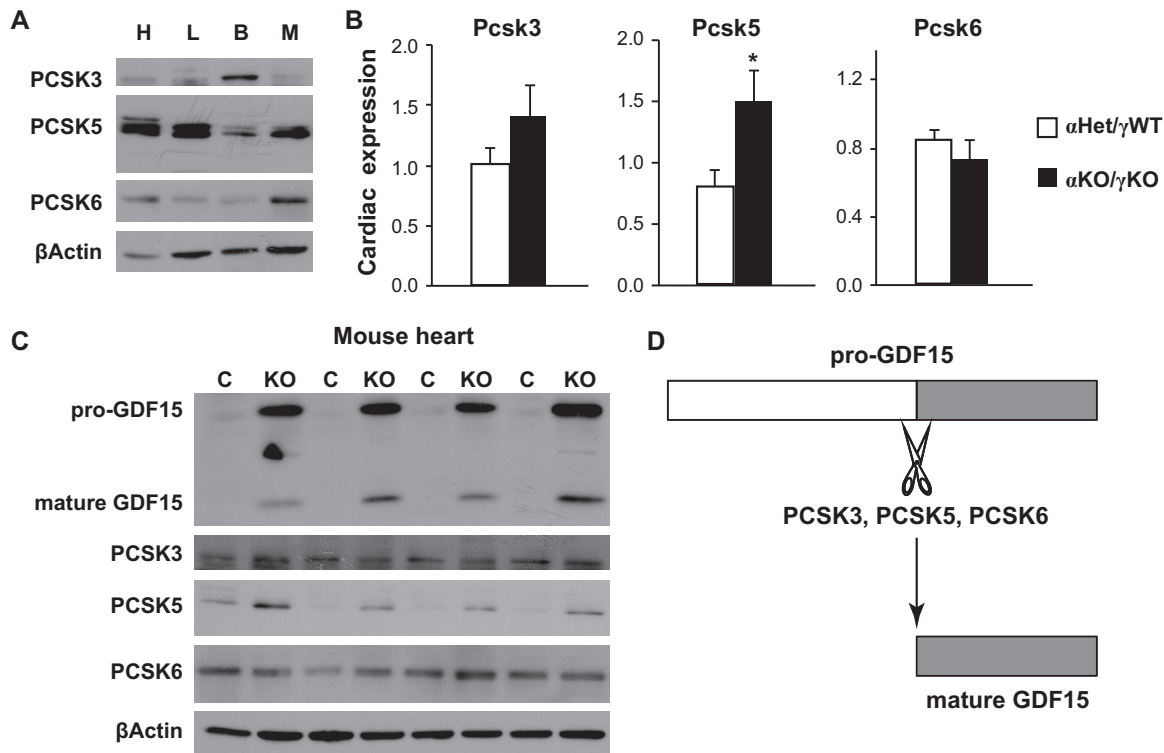 A
H L B M
PCSK3
PCSK5
PCSK6
βActin
B
Pcsk3
Pcsk5
Pcsk6
Cardiac expression
2.0
1.5
1.0
0.5
0.0
2.0
1.5
1.0
0.5
0.0
*
1.2
0.8
0.4
0.0
αHet/γWT
αKO/γKO
C
Mouse heart
C KO C KO C KO C KO
pro-GDF15
mature GDF15
PCSK3
PCSK5
PCSK6
βActin
D
pro-GDF15
PCSK3, PCSK5, PCSK6
mature GDF15